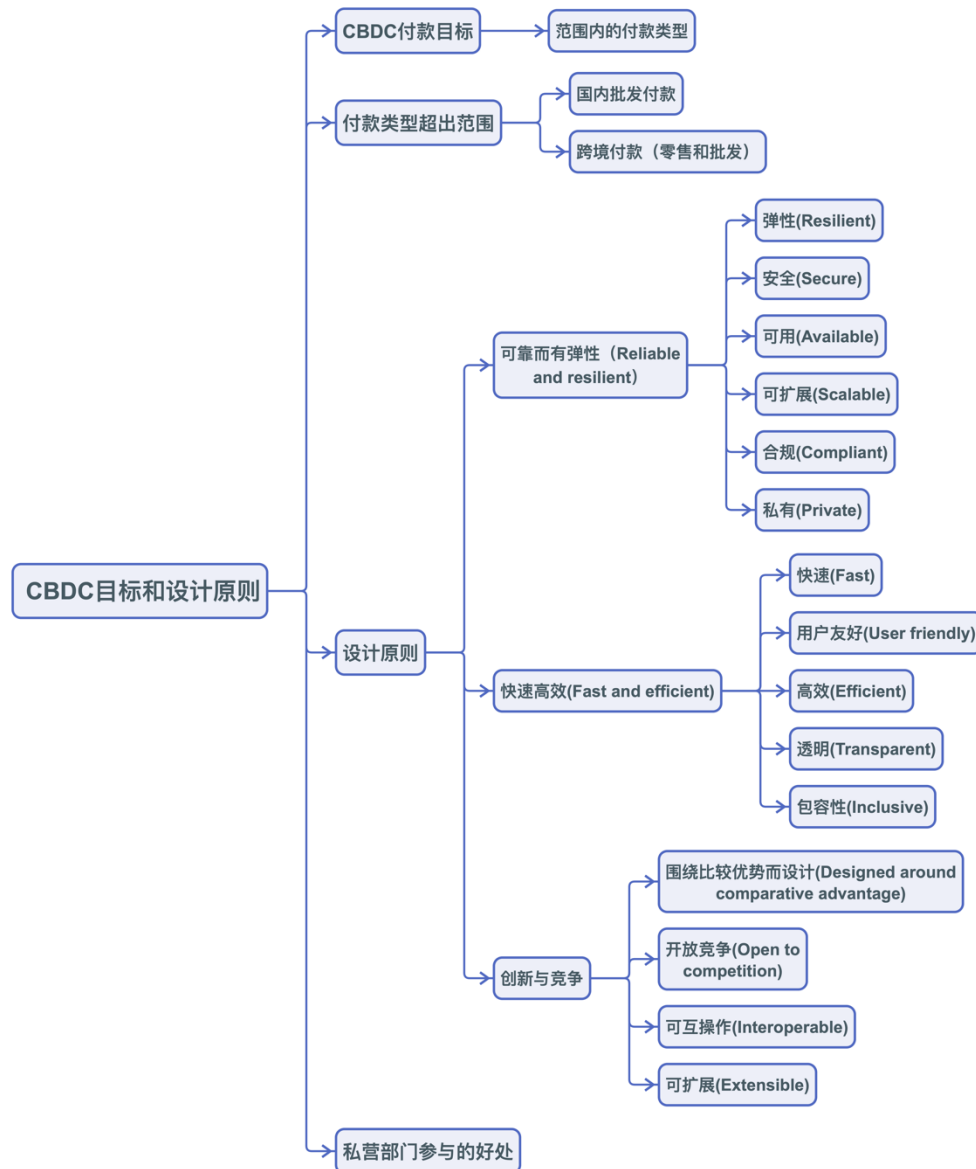 CBDC付款目标
范围内的付款类型
付款类型超出范围
国内批发付款
跨境付款（零售和批发）
CBDC目标和设计原则
设计原则
可靠而有弹性（Reliable
and resilient）
弹性(Resilient)
安全(Secure)
可用(Available)
可扩展(Scalable)
合规(Compliant)
私有(Private)
快速高效(Fast and efficient)
快速(Fast)
用户友好(User friendly)
高效(Efficient)
透明(Transparent)
包容性(Inclusive)
创新与竞争
围绕比较优势而设计(Designed around
comparative advantage)
开放竞争(Open to
competition)
可互操作(Interoperable)
可扩展(Extensible)
私营部门参与的好处